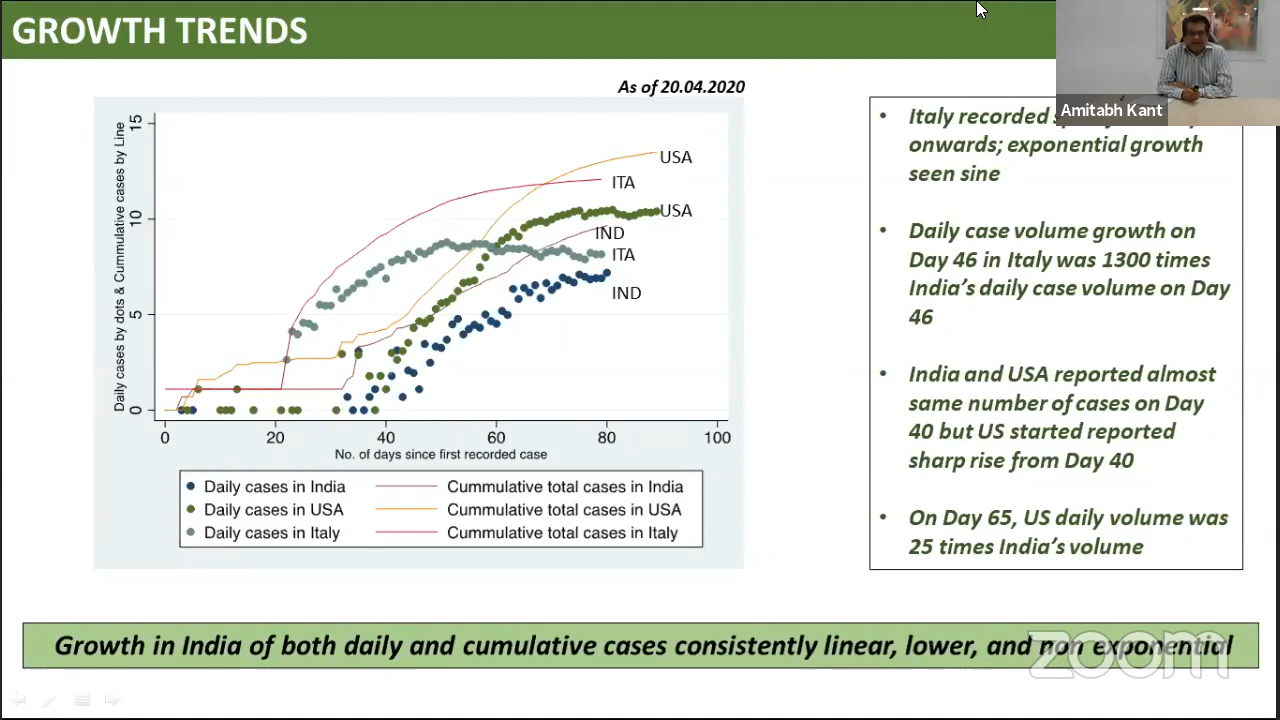 GROWTH TRENDS
Amitabh Kant
As of 20.04.2020
Daily cases by dots & Cummulative cases by Line
15
10
5
0
USA
ITA
USA
IND
ITA
IND
0 20 40 60 80 100
No. of days since first recorded case
Daily cases in India Cummulative total cases in India
Daily cases in USA Cummulative total cases in USA
Daily cases in Italy Cummulative total cases in Italy
• Italy recorded
onwards; exponential growth
seen sine
• Daily case volume growth on
Day 46 in Italy was 1300 times
India's daily case volume on Day
46
• India and USA reported almost
same number of cases on Day
40 but US started reported
sharp rise from Day 40
• On Day 65, US daily volume was
25 times India's volume
Growth in India of both daily and cumulative cases consistently linear, lower, and non exponential
zoom